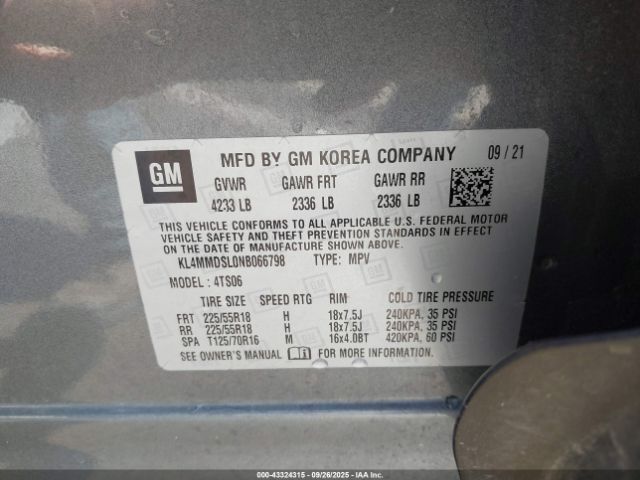 GM
MFD BY GM KOREA COMPANY 09 / 21
GVWR GAWR FRT GAWR RR
4233 LB 2336 LB 2336 LB
THIS VEHICLE CONFORMS TO ALL APPLICABLE U.S. FEDERAL MOTOR
VEHICLE SAFETY AND THEFT PREVENTION STANDARDS IN EFFECT
ON THE DATE OF MANUFACTURE SHOWN ABOVE.
KL4MMDSL0NB066798 TYPE: MPV
MODEL : 4TS06
TIRE SIZE SPEED RTG RIM COLD TIRE PRESSURE
FRT 225/55R18 H 18x7.5J 240KPA, 35 PSI
RR 225/55R18 H 18x7.5J 240KPA, 35 PSI
SPA T125/70R16 M 16x4.0BT 420KPA, 60 PSI
SEE OWNER'S MANUAL FOR MORE INFORMATION.
000-43324315 - 09/26/2025 - IAAI.COM